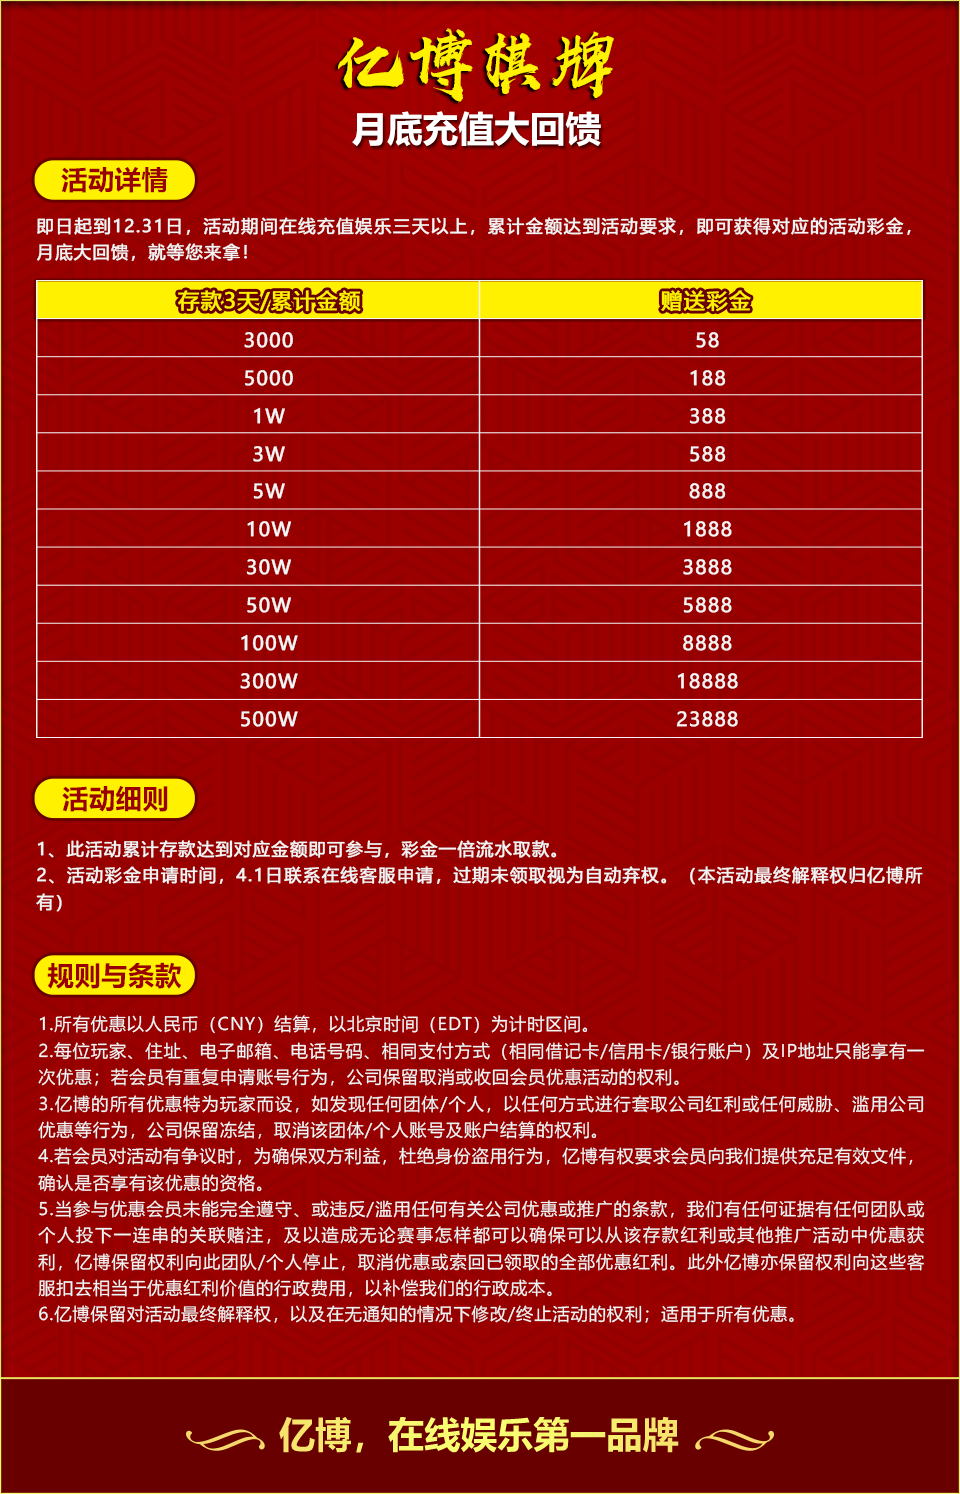 亿博棋牌
月底充值大回馈
活动详情
即日起到12.31日，活动期间在线充值娱乐三天以上，累计金额达到活动要求，即可获得对应的活动彩金，
月底大回馈，就等您来拿！
存款3天/累计金额 赠送彩金
3000 58
5000 188
1W 388
3W 588
5W 888
10W 1888
30W 3888
50W 5888
100W 8888
300W 18888
500W 23888
活动细则
1、此活动累计存款达到对应金额即可参与，彩金一倍流水取款。
2、活动彩金申请时间，4.1日联系在线客服申请，过期未领取视为自动弃权。（本活动最终解释权归亿博所
有）
规则与条款
1.所有优惠以人民币（CNY）结算，以北京时间（EDT）为计时区间。
2.每位玩家、住址、电子邮箱、电话号码、相同支付方式（相同借记卡/信用卡/银行账户）及IP地址只能享有一
次优惠；若会员有重复申请账号行为，公司保留取消或收回会员优惠活动的权利。
3.亿博的所有优惠特为玩家而设，如发现任何团体/个人，以任何方式进行套取公司红利或任何威胁、滥用公司
优惠等行为，公司保留冻结，取消该团体/个人账号及账户结算的权利。
4.若会员对活动有争议时，为确保双方利益，杜绝身份盗用行为，亿博有权要求会员向我们提供充足有效文件，
确认是否享有该优惠的资格。
5.当参与优惠会员未能完全遵守、或违反/滥用任何有关公司优惠或推广的条款，我们有任何证据有任何团队或
个人投下一连串的关联赌注，及以造成无论赛事怎样都可以确保可以从该存款红利或其他推广活动中优惠获
利，亿博保留权利向此团队/个人停止，取消优惠或索回已领取的全部优惠红利。此外亿博亦保留权利向这些客
服扣去相当于优惠红利价值的行政费用，以补偿我们的行政成本。
6.亿博保留对活动最终解释权，以及在无通知的情况下修改/终止活动的权利；适用于所有优惠。
亿博，在线娱乐第一品牌